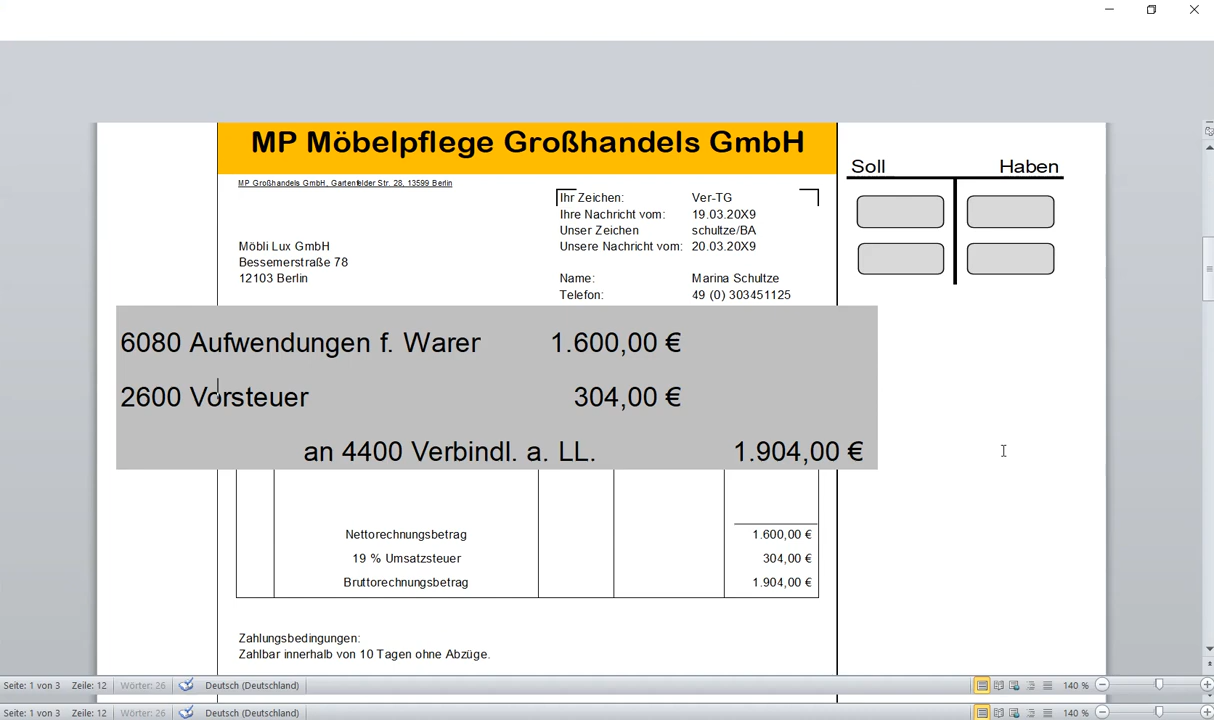 MP Möbelpflege Großhandels GmbH
Soll Haben
MP Großhandels GmbH, Gartenfelder Str. 28, 13599 Berlin
Ihr Zeichen: Ver-TG
Ihre Nachricht vom: 19.03.20X9
Unser Zeichen schultze/BA
Unsere Nachricht vom: 20.03.20X9
Möbli Lux GmbH
Bessemerstraße 78
12103 Berlin
Name: Marina Schultze
Telefon: 49 (0) 303451125
6080 Aufwendungen f. Warer 1.600,00 €
2600 Vorsteuer 304,00 €
an 4400 Verbindl. a. LL. 1.904,00 €
Nettorechnungsbetrag 1.600,00 €
19 % Umsatzsteuer 304,00 €
Bruttorechnungsbetrag 1.904,00 €
Zahlungsbedingungen:
Zahlbar innerhalb von 10 Tagen ohne Abzüge.
Seite: 1 von 3 Zeile: 12 Wörter: 26 Deutsch (Deutschland) 140 %
Seite: 1 von 3 Zeile: 12 Wörter: 26 Deutsch (Deutschland) 140 %